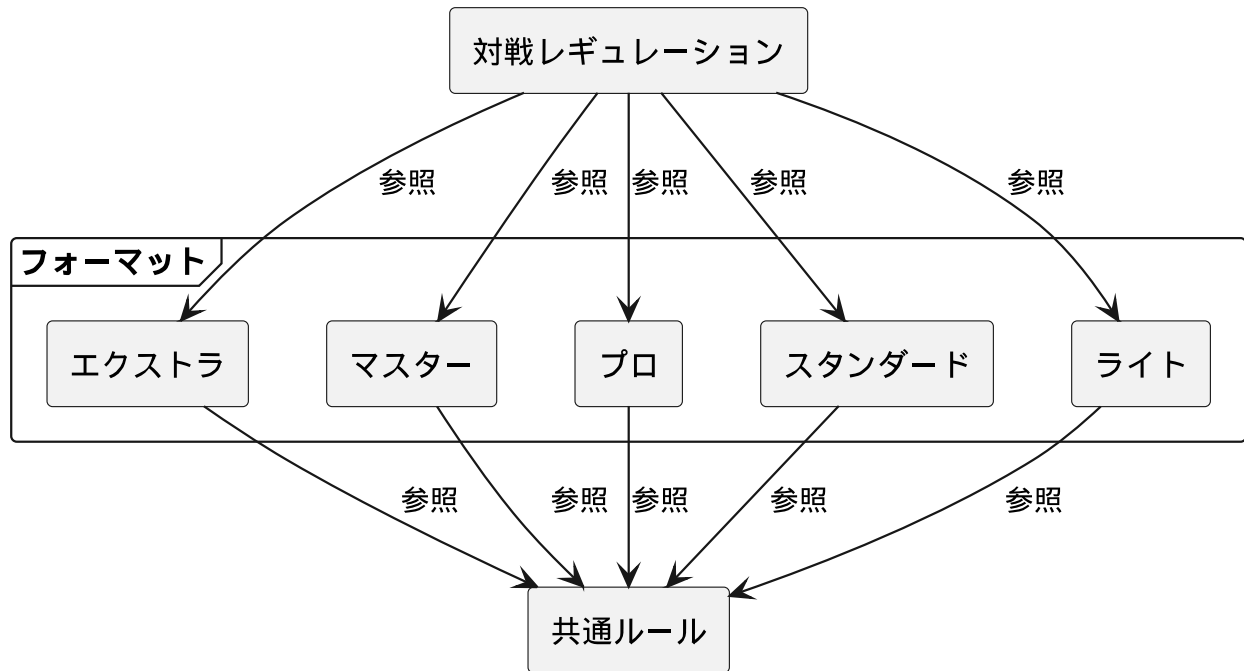 対戦レギュレーション
参照
参照
参照
参照
参照
フォーマット
エクストラ
マスター
プロ
スタンダード
ライト
参照
参照
参照
参照
参照
共通ルール